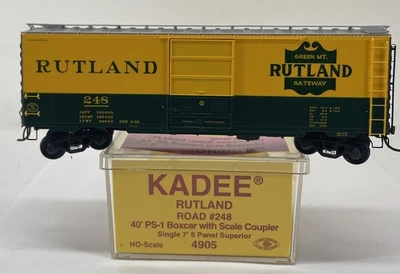 RUTLAND
248
GREEN MT.
RUTLAND
GATEWAY
KADEE®
RUTLAND
ROAD #248
40' PS-1 Boxcar with Scale Coupler
Single 7' 5 Panel Superior
HO-Scale 4905